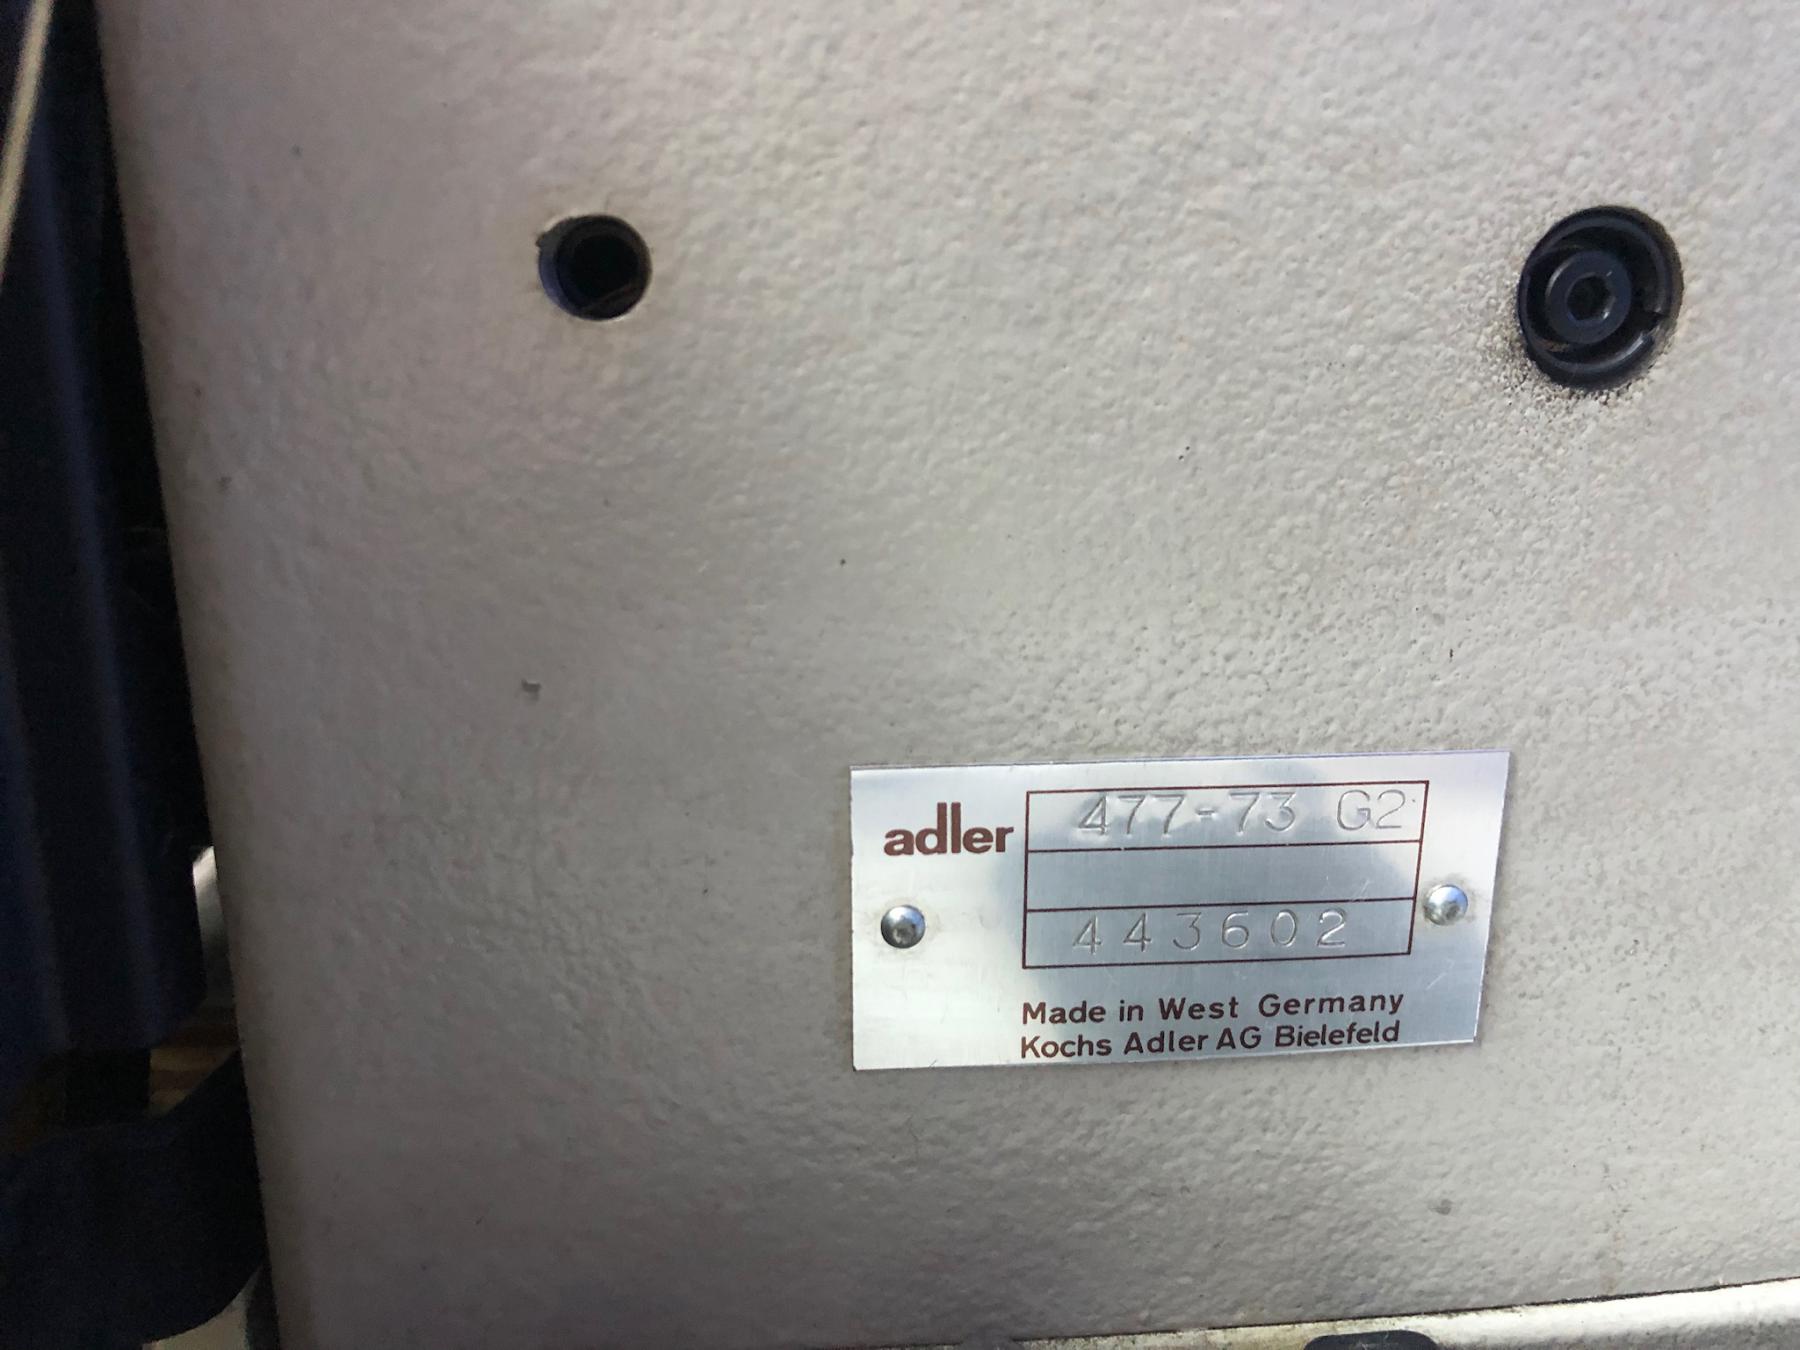 adler
477-73 G2
443602
Made in West Germany
Kochs Adler AG Bielefeld